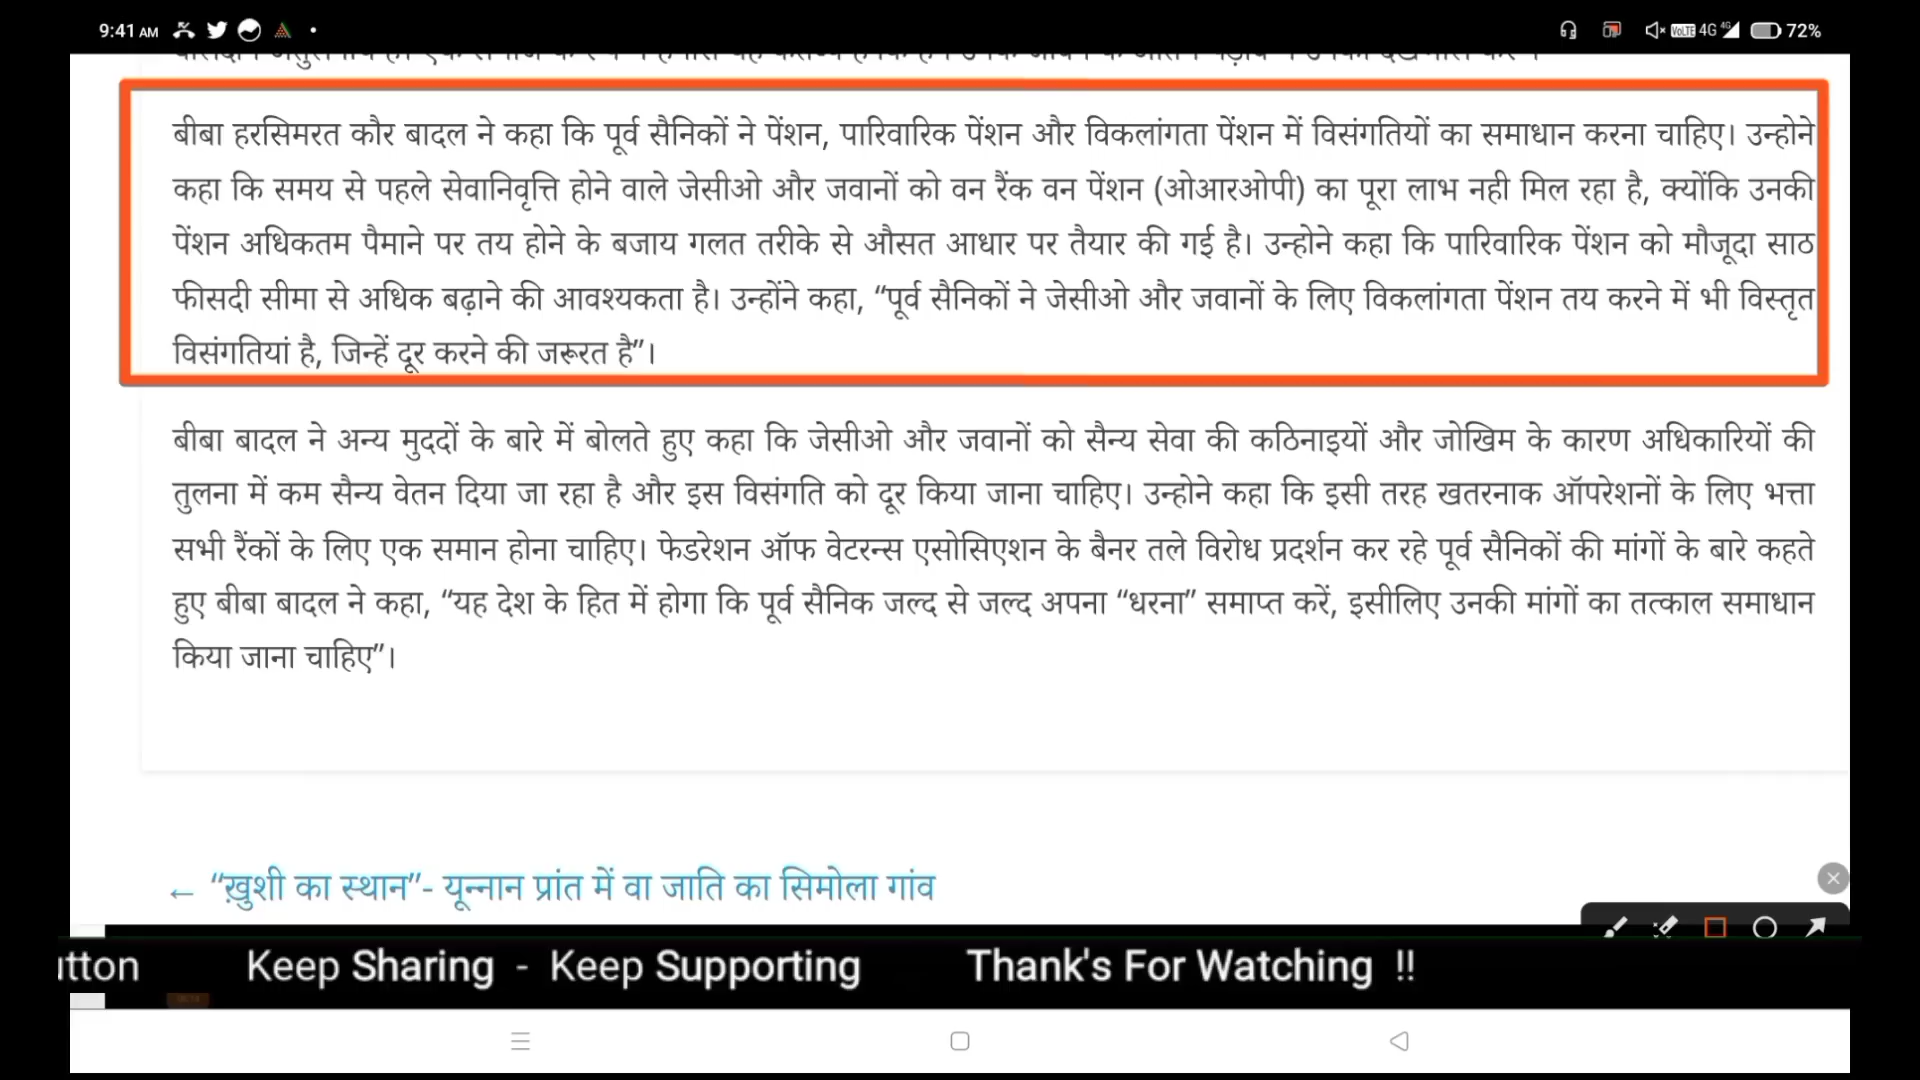 9:41 AM
VoLTE 4G 4G 72%
बीबा हरसिमरत कौर बादल ने कहा कि पूर्व सैनिकों ने पेंशन, पारिवारिक पेंशन और विकलांगता पेंशन में विसंगतियों का समाधान करना चाहिए। उन्होने
कहा कि समय से पहले सेवानिवृत्ति होने वाले जेसीओ और जवानों को वन रैंक वन पेंशन (ओआरओपी) का पूरा लाभ नही मिल रहा है, क्योंकि उनकी
पेंशन अधिकतम पैमाने पर तय होने के बजाय गलत तरीके से औसत आधार पर तैयार की गई है। उन्होने कहा कि पारिवारिक पेंशन को मौजूदा साठ
फीसदी सीमा से अधिक बढ़ाने की आवश्यकता है। उन्होंने कहा, “पूर्व सैनिकों ने जेसीओ और जवानों के लिए विकलांगता पेंशन तय करने में भी विस्तृत
विसंगतियां है, जिन्हें दूर करने की जरूरत है”।
बीबा बादल ने अन्य मुददों के बारे में बोलते हुए कहा कि जेसीओ और जवानों को सैन्य सेवा की कठिनाइयों और जोखिम के कारण अधिकारियों की
तुलना में कम सैन्य वेतन दिया जा रहा है और इस विसंगति को दूर किया जाना चाहिए। उन्होने कहा कि इसी तरह खतरनाक ऑपरेशनों के लिए भत्ता
सभी रैंकों के लिए एक समान होना चाहिए। फेडरेशन ऑफ वेटरन्स एसोसिएशन के बैनर तले विरोध प्रदर्शन कर रहे पूर्व सैनिकों की मांगों के बारे कहते
हुए बीबा बादल ने कहा, “यह देश के हित में होगा कि पूर्व सैनिक जल्द से जल्द अपना “धरना” समाप्त करें, इसीलिए उनकी मांगों का तत्काल समाधान
किया जाना चाहिए”।
← “ख़ुशी का स्थान”- यून्नान प्रांत में वा जाति का सिमोला गांव
utton Keep Sharing - Keep Supporting Thank's For Watching !!